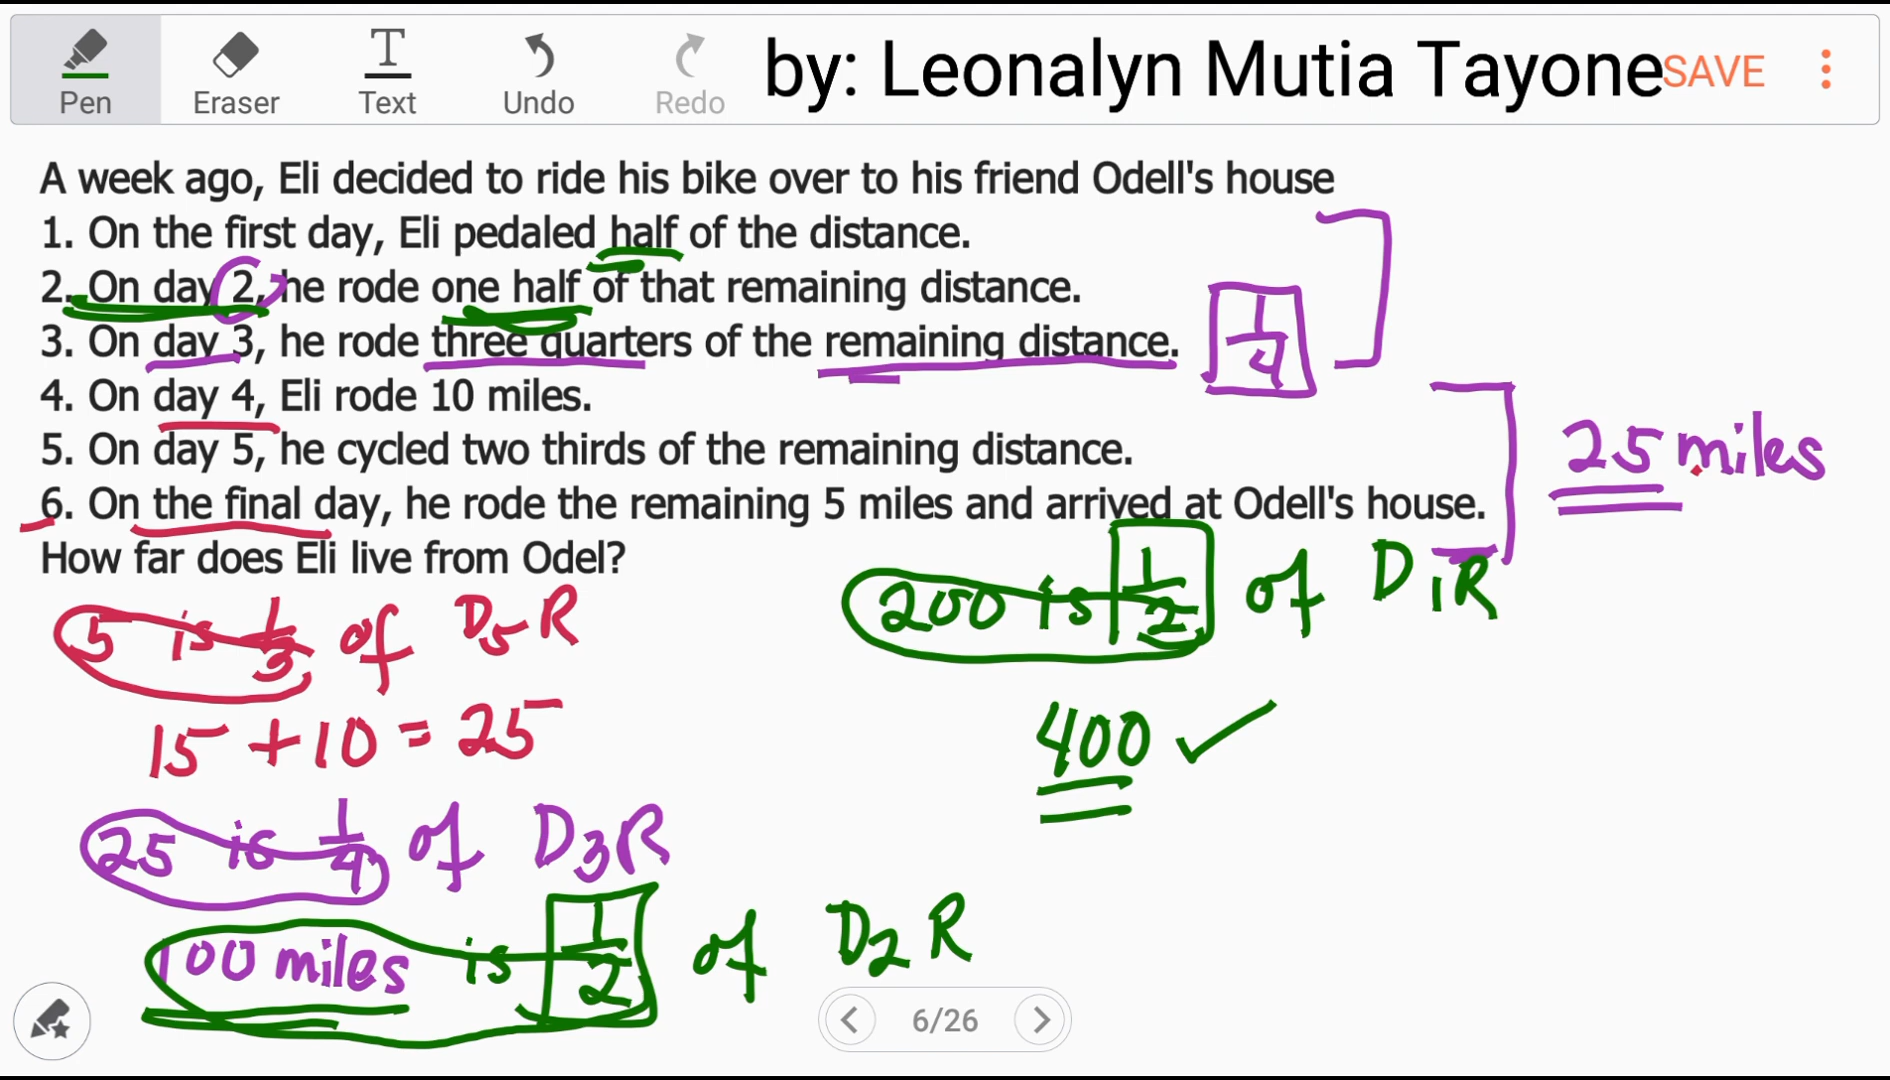 Pen Eraser Text Undo Redo by: Leonalyn Mutia Tayone SAVE
A week ago, Eli decided to ride his bike over to his friend Odell's house
1. On the first day, Eli pedaled half of the distance.
2. On day 2, he rode one half of that remaining distance.
3. On day 3, he rode three quarters of the remaining distance.
1/4
4. On day 4, Eli rode 10 miles.
25 miles
5. On day 5, he cycled two thirds of the remaining distance.
6. On the final day, he rode the remaining 5 miles and arrived at Odell's house.
How far does Eli live from Odel?
5 is 1/3 of D5R
15 + 10 = 25
25 is 1/4 of D3R
100 miles is 1/2 of D2R
200 is 1/2 of D1R
400 ✓
6/26